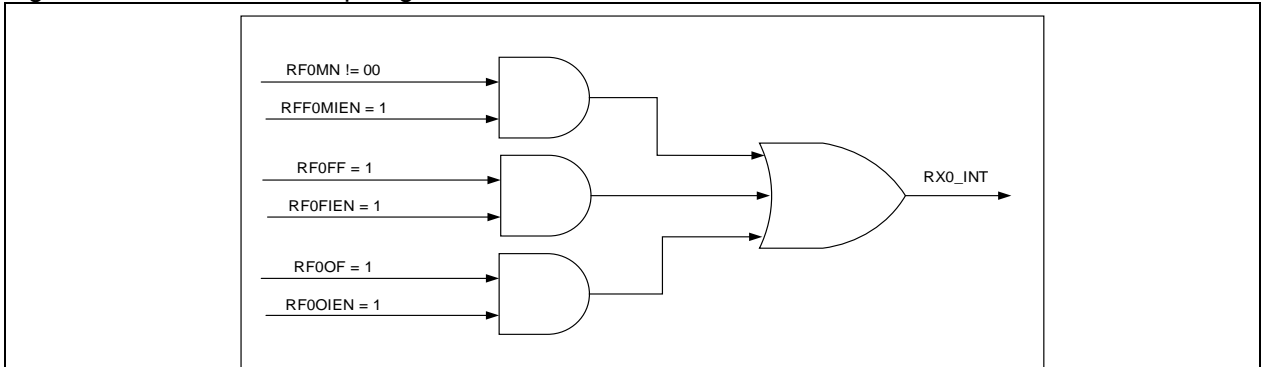 RF0MN != 00
RFF0MIEN = 1
RF0FF = 1
RF0FIEN = 1
RX0_INT
RF0OF = 1
RF0OIEN = 1